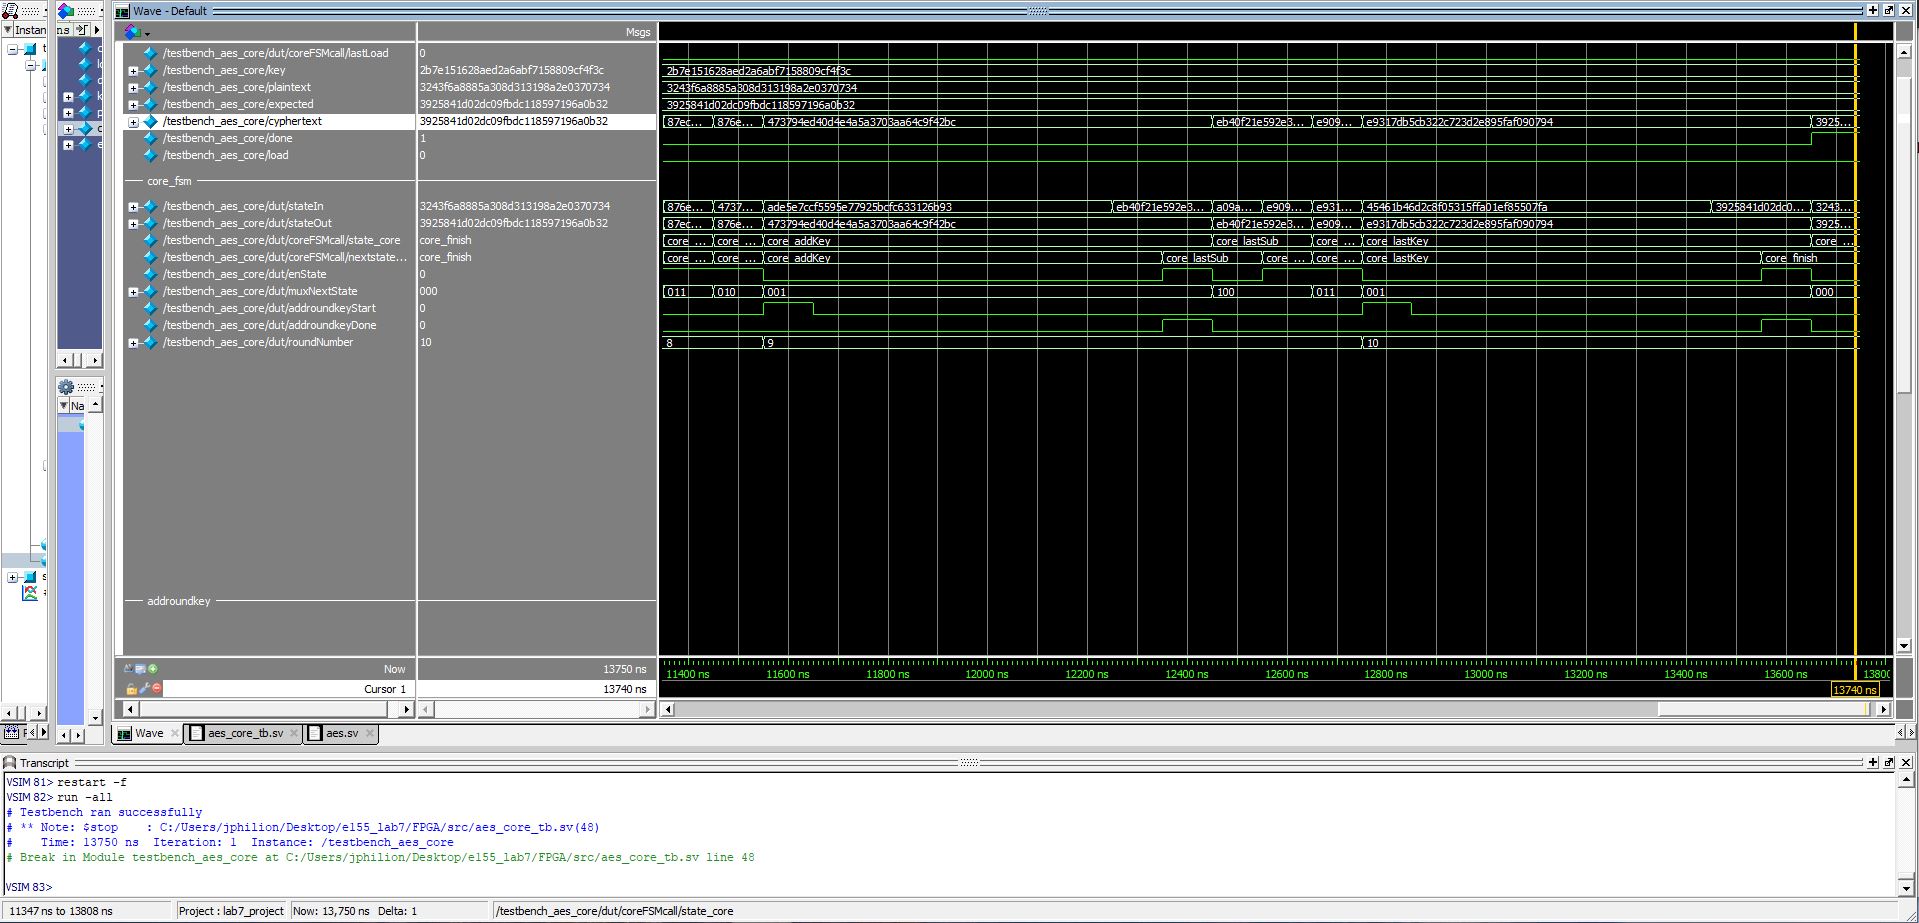 Wave - Default
Instan
ns
Msgs
/testbench_aes_core/dut/coreFSMcall/lastLoad 0
/testbench_aes_core/key 2b7e151628aed2a6abf7158809cf4f3c 2b7e151628aed2a6abf7158809cf4f3c
/testbench_aes_core/plaintext 3243f6a8885a308d313198a2e0370734 3243f6a8885a308d313198a2e0370734
/testbench_aes_core/expected 3925841d02dc09fbdc118597196a0b32 3925841d02dc09fbdc118597196a0b32
/testbench_aes_core/cyphertext 3925841d02dc09fbdc118597196a0b32 87ec... 876e... 473794ed40d4e4a5a3703aa64c9f42bc eb40f21e592e3... e909... e9317db5cb322c723d2e895faf090794 3925...
/testbench_aes_core/done 1
/testbench_aes_core/load 0
core_fsm
/testbench_aes_core/dut/stateIn 3243f6a8885a308d313198a2e0370734 876e... 4737... ade5e7ccf5595e77925bcfc633126b93 eb40f21e592e3... a09a... e909... e931... 45461b46d2c8f05315ffa01ef85507fa 3925841d02dc0... 3243...
/testbench_aes_core/dut/stateOut 3925841d02dc09fbdc118597196a0b32 87ec... 876e... 473794ed40d4e4a5a3703aa64c9f42bc eb40f21e592e3... e909... e9317db5cb322c723d2e895faf090794 3925...
/testbench_aes_core/dut/coreFSMcall/state_core core_finish core_... core_... core_addKey core_lastSub core_... core_lastKey core_...
/testbench_aes_core/dut/coreFSMcall/nextstate... core_finish core_... core_... core_addKey core_lastSub core_... core_... core_lastKey core_finish
/testbench_aes_core/dut/enState 0
/testbench_aes_core/dut/muxNextState 000 011 010 001 100 011 001 000
/testbench_aes_core/dut/addroundkeyStart 0
/testbench_aes_core/dut/addroundkeyDone 0
/testbench_aes_core/dut/roundNumber 10 8 9 10
Na
addroundkey
Now 13750 ns 11400 ns 11600 ns 11800 ns 12000 ns 12200 ns 12400 ns 12600 ns 12800 ns 13000 ns 13200 ns 13400 ns 13600 ns 13800
Cursor 1 13740 ns 13740 ns
Wave aes_core_tb.sv aes.sv
Transcript
VSIM 81> restart -f
VSIM 82> run -all
# Testbench ran successfully
# ** Note: $stop : C:/Users/jphilion/Desktop/e155_lab7/FPGA/src/aes_core_tb.sv(48)
# Time: 13750 ns Iteration: 1 Instance: /testbench_aes_core
# Break in Module testbench_aes_core at C:/Users/jphilion/Desktop/e155_lab7/FPGA/src/aes_core_tb.sv line 48
VSIM 83>
11347 ns to 13808 ns Project : lab7_project Now: 13,750 ns Delta: 1 /testbench_aes_core/dut/coreFSMcall/state_core